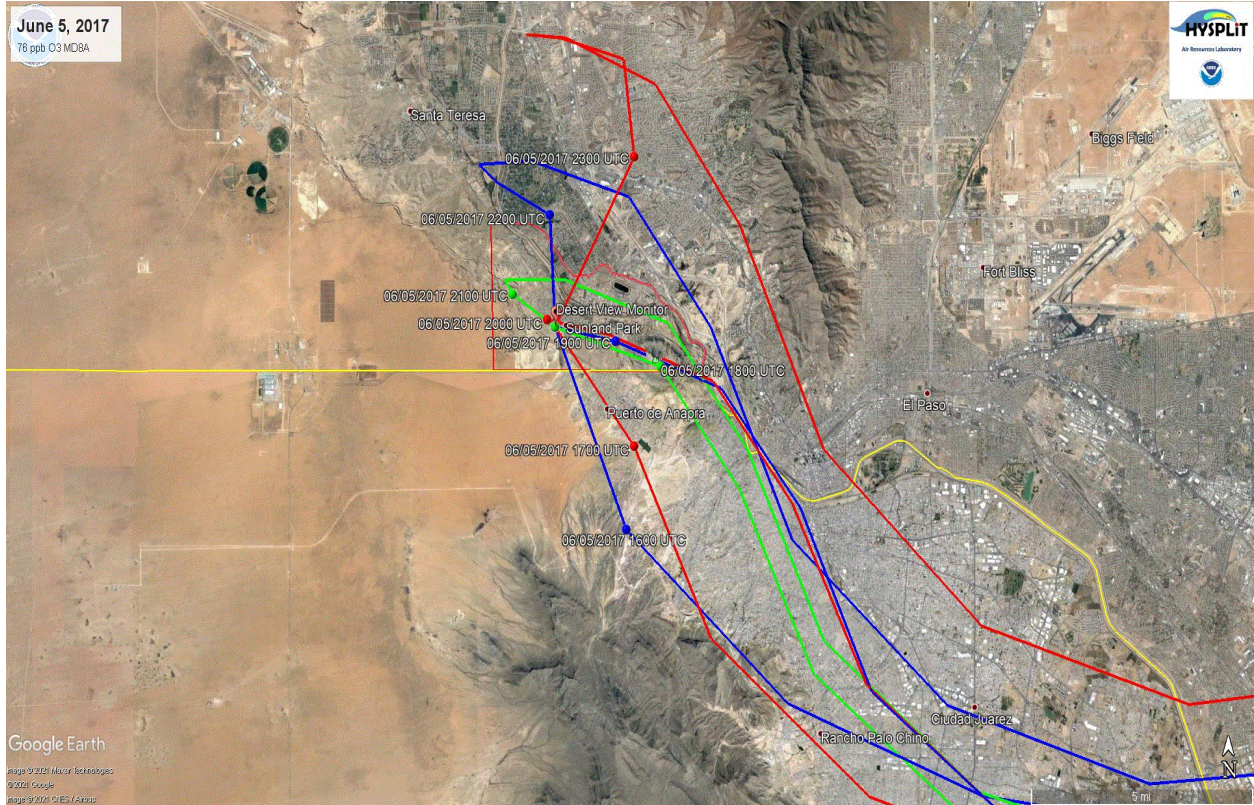 June 5, 2017
76 ppb O3 MD8A
HYSPLIT
Air Resources Laboratory
Santa Teresa
Biggs Field
06/05/2017 2300 UTC
06/05/2017 2200 UTC
Fort Bliss
06/05/2017 2100 UTC
Desert View Monitor
06/05/2017 2000 UTC
Sunland Park
06/05/2017 1900 UTC
06/05/2017 1800 UTC
El Paso
Puerto de Anapra
06/05/2017 1700 UTC
06/05/2017 1600 UTC
Ciudad Juarez
Rancho Palo Chino
Google Earth
Image © 2021 Maxar Technologies
© 2021 Google
Image © 2021 CNES / Airbus
N
5 mi